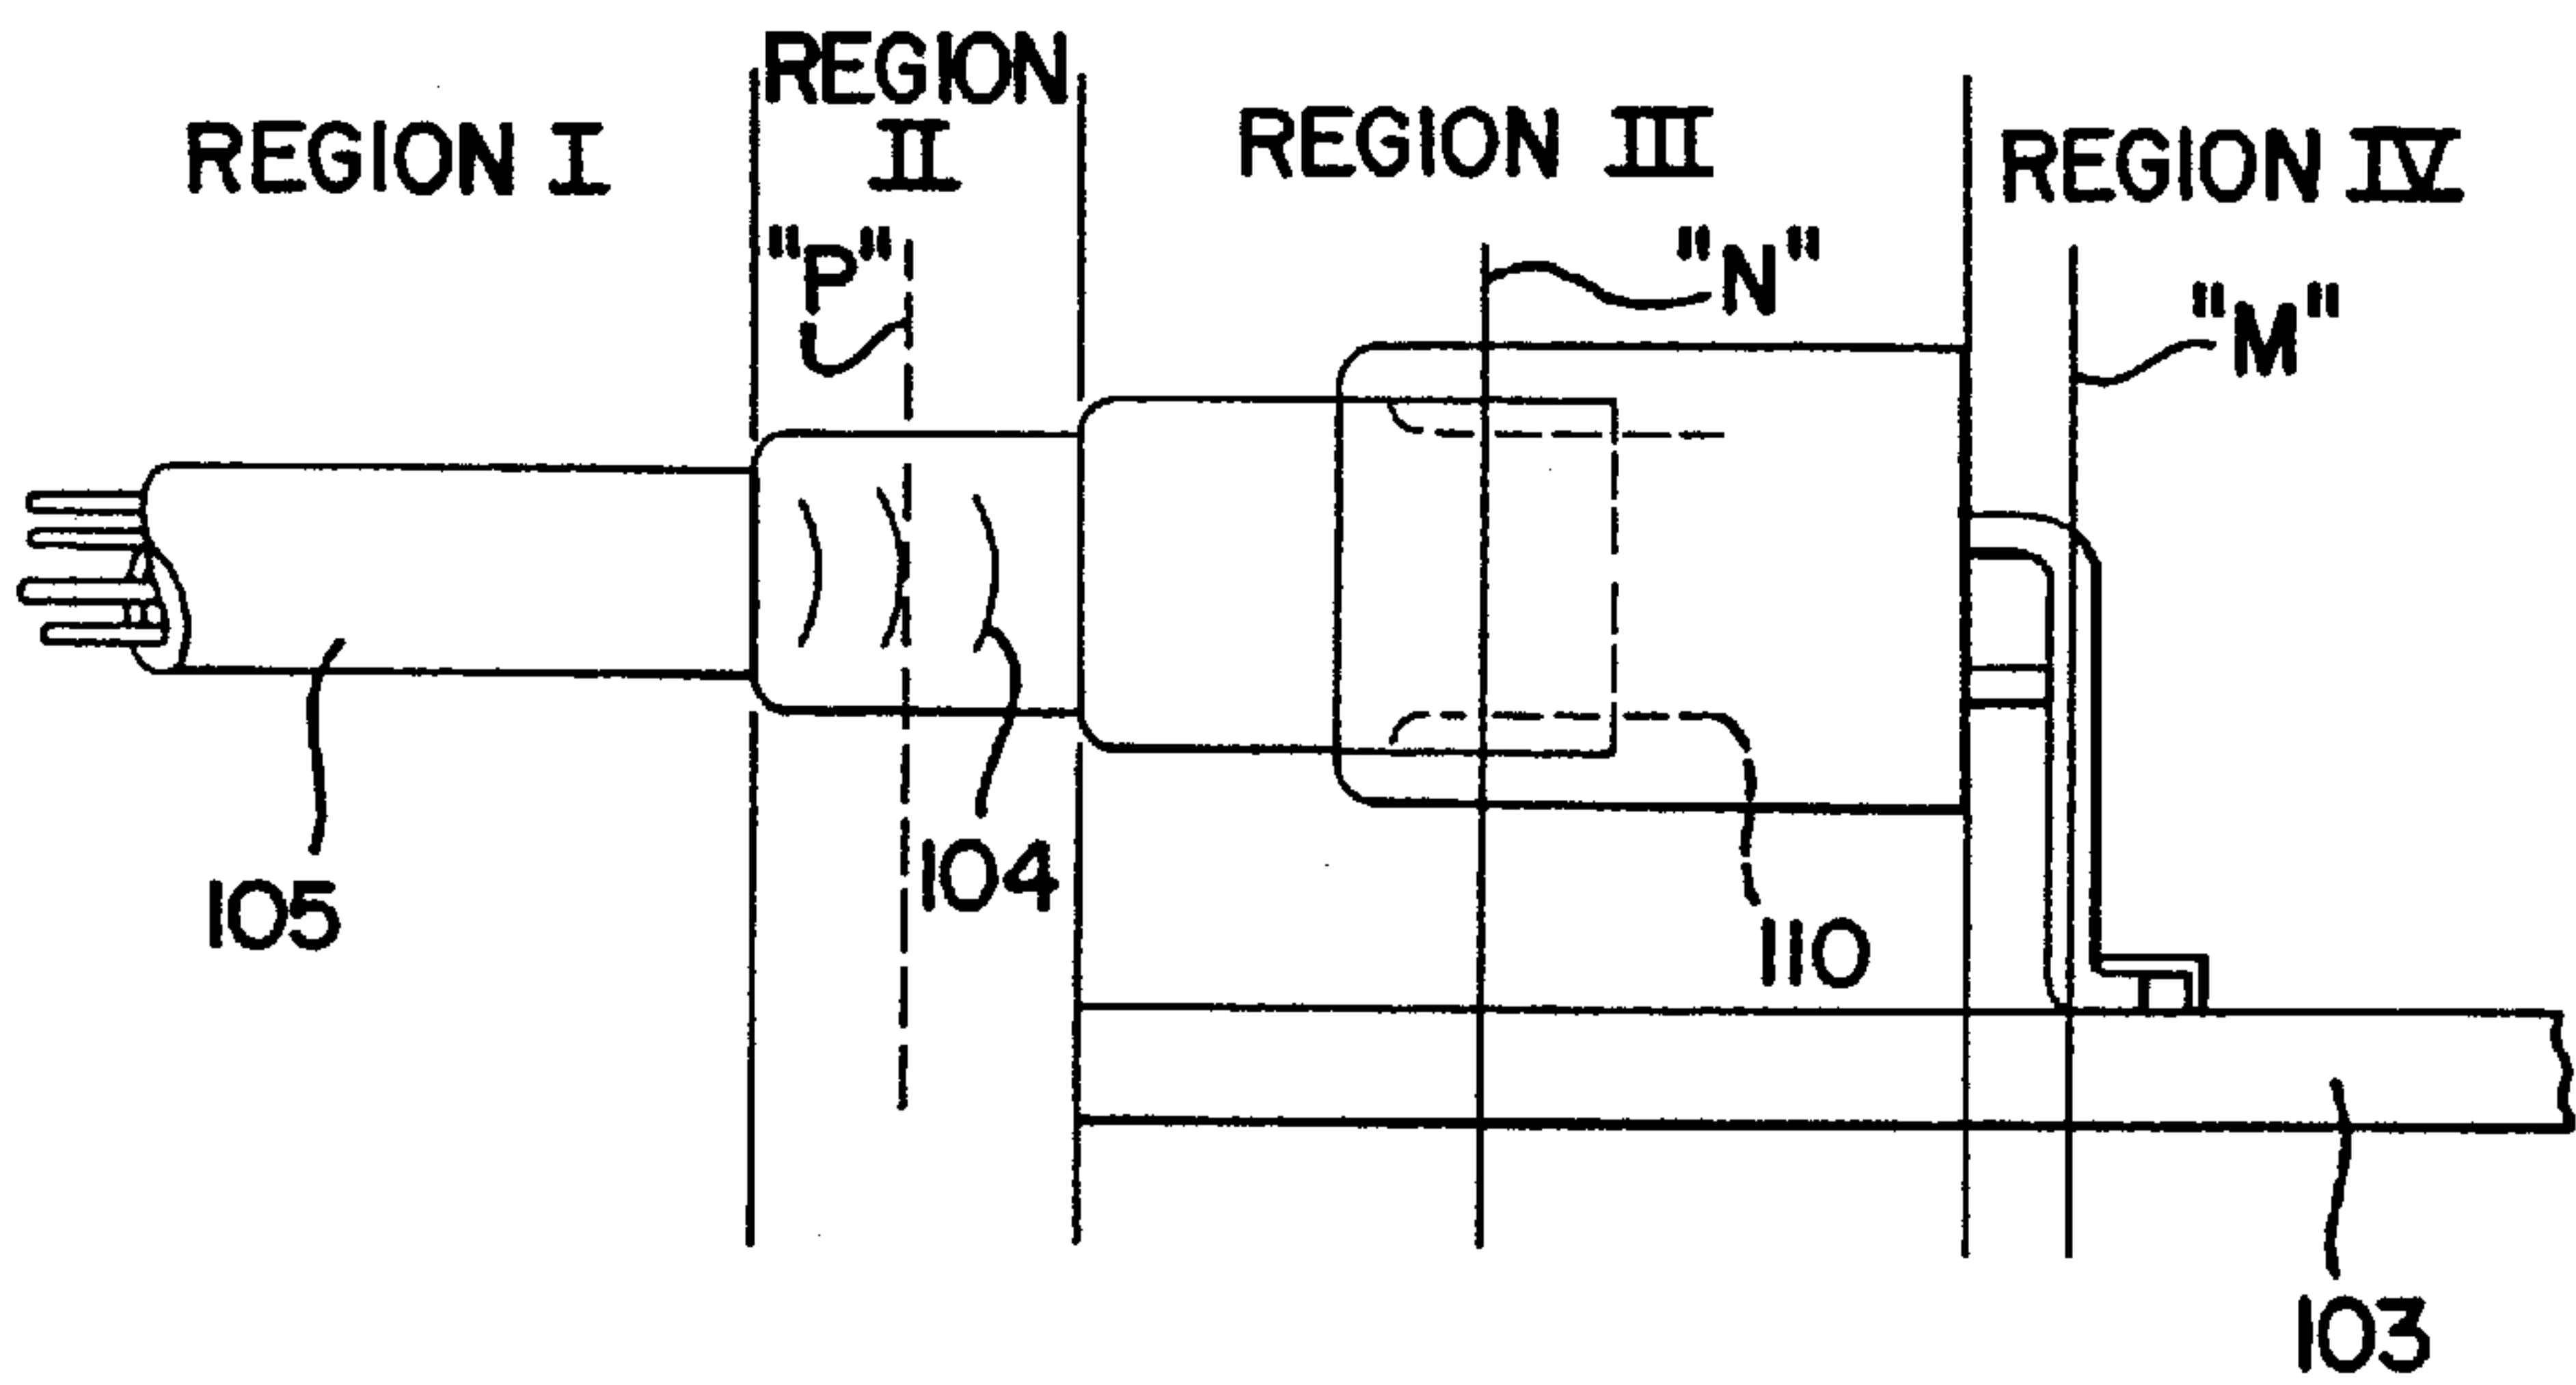 REGION I
REGION
II
REGION III
REGION IV
"P"
"N"
"M"
104
105
110
103